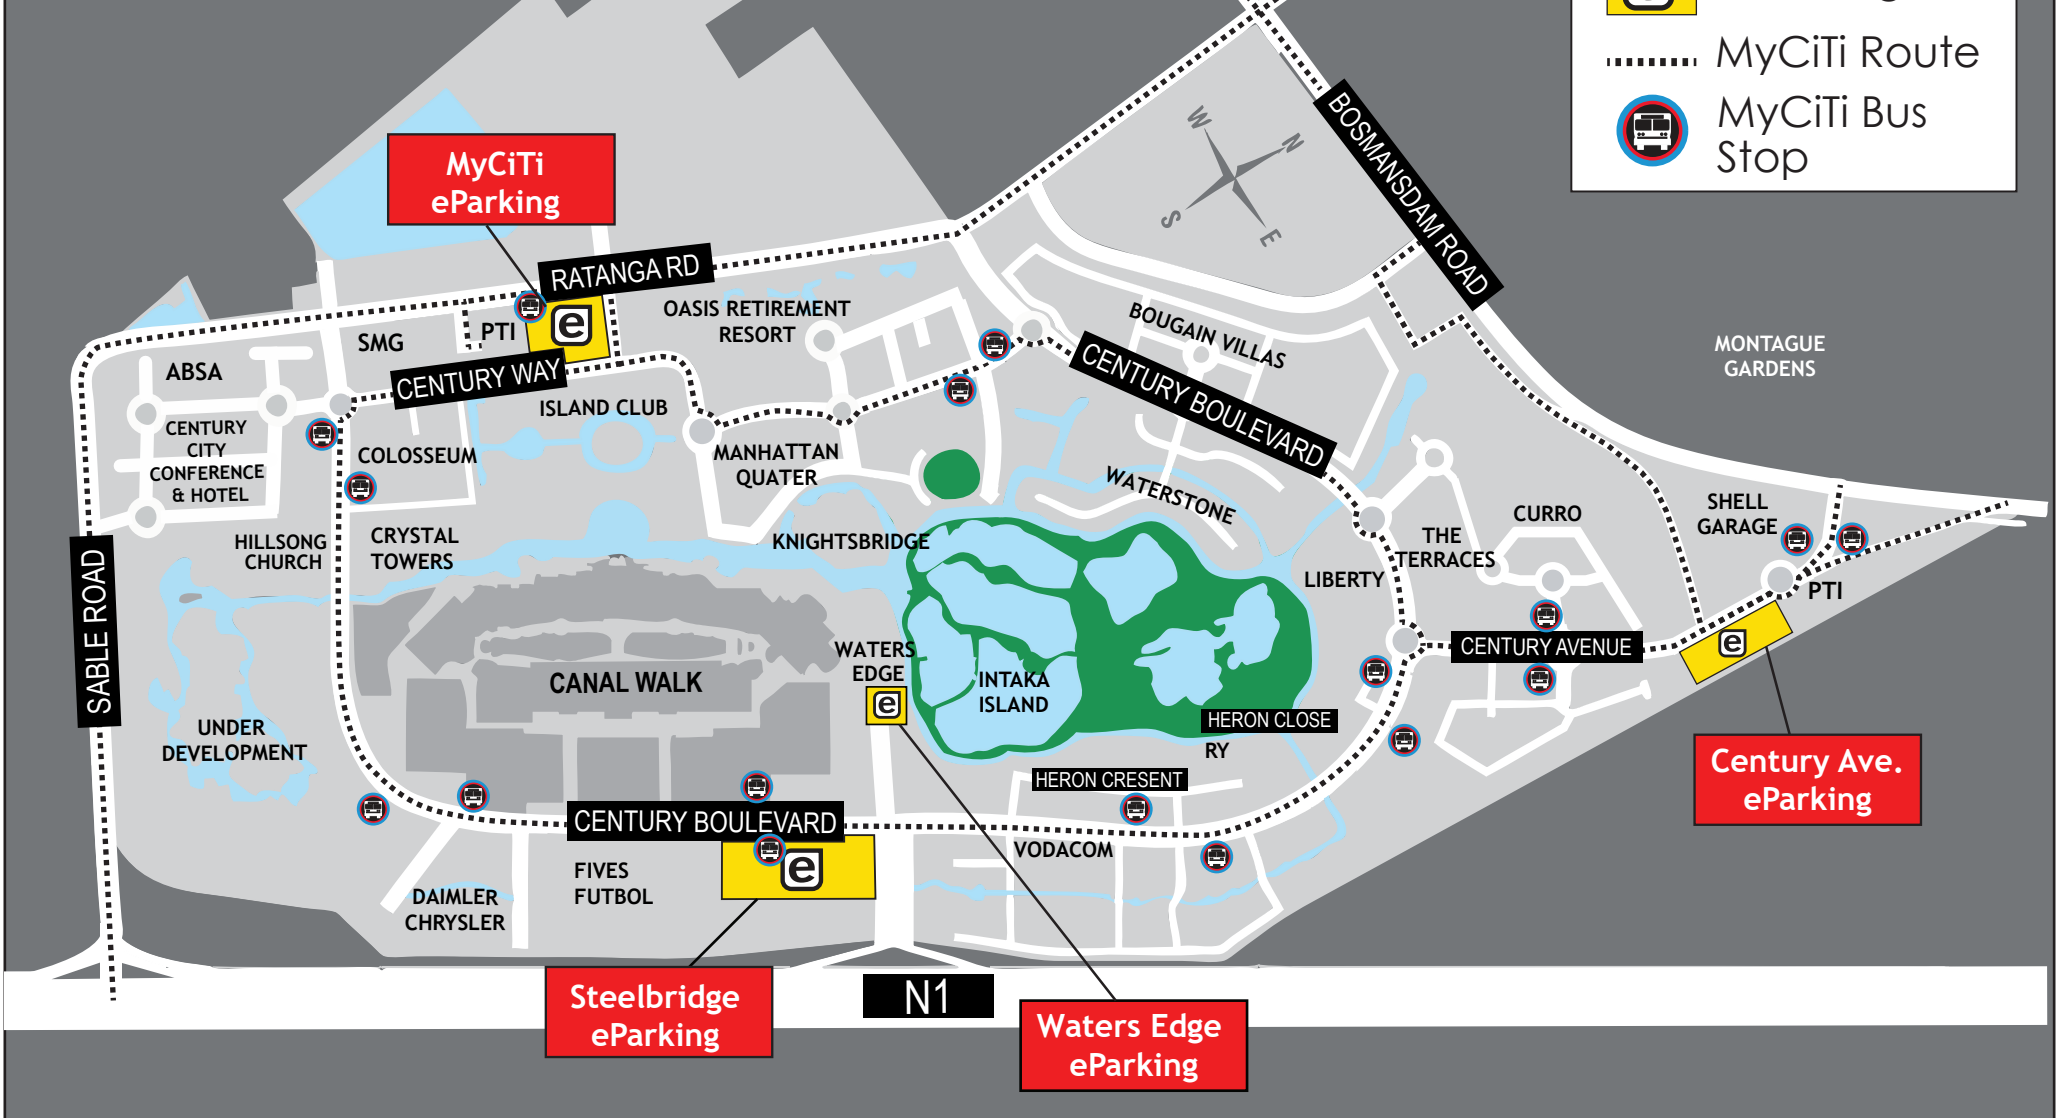 MyCiTi Route
MyCiTi Bus
Stop
MyCiTi
eParking
BOSMANSDAM ROAD
W
N
S
E
RATANGA RD
OASIS RETIREMENT
RESORT
SMG
PTI
e
ABSA
CENTURY WAY
ISLAND CLUB
BOUGAIN VILLAS
CENTURY BOULEVARD
MONTAGUE
GARDENS
CENTURY
CITY
CONFERENCE
& HOTEL
COLOSSEUM
MANHATTAN
QUATER
WATERSTONE
SHELL
GARAGE
CURRO
THE
TERRACES
HILLSONG
CHURCH
CRYSTAL
TOWERS
KNIGHTSBRIDGE
LIBERTY
PTI
SABLE ROAD
WATERS
EDGE
e
CENTURY AVENUE
e
CANAL WALK
INTAKA
ISLAND
HERON CLOSE
RY
UNDER
DEVELOPMENT
HERON CRESENT
Century Ave.
eParking
CENTURY BOULEVARD
VODACOM
e
FIVES
FUTBOL
DAIMLER
CHRYSLER
Steelbridge
eParking
N1
Waters Edge
eParking